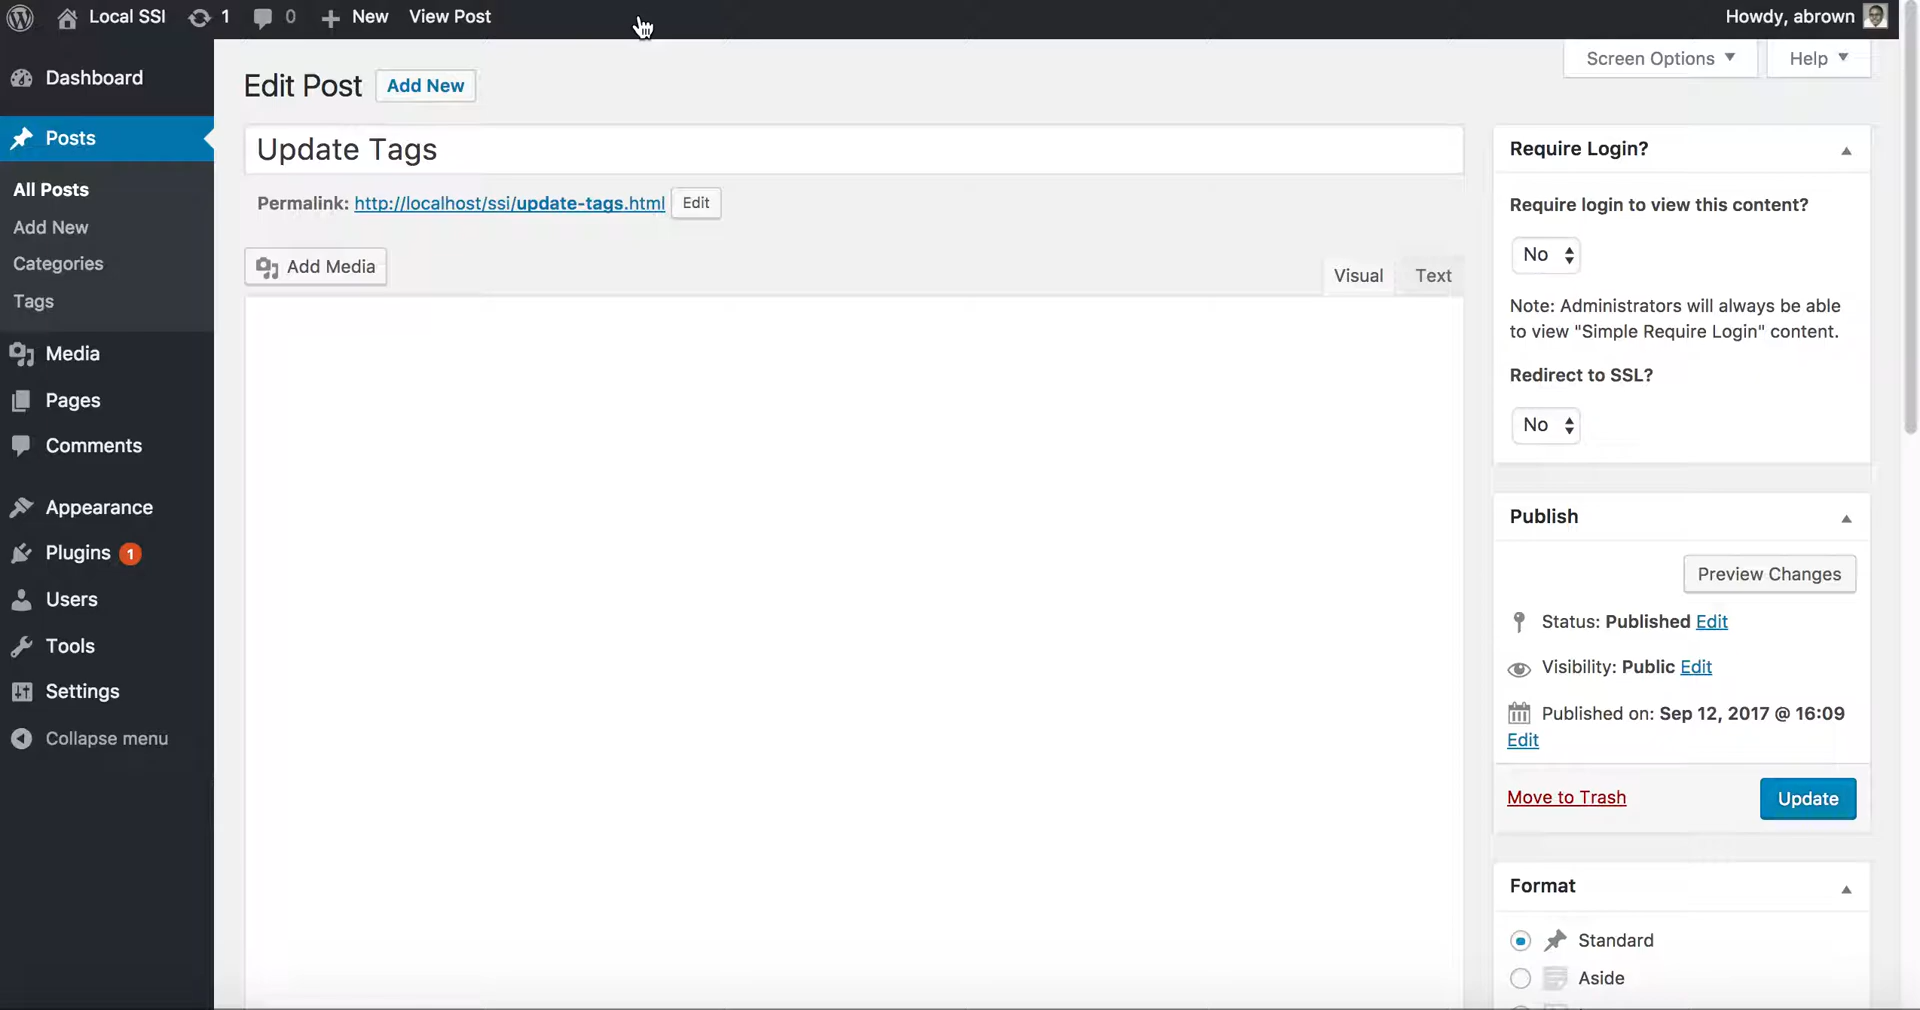 Local SSI 1 0 New View Post Howdy, abrown
Dashboard
Posts
All Posts
Add New
Categories
Tags
Media
Pages
Comments
Appearance
Plugins 1
Users
Tools
Settings
Collapse menu
Screen Options Help
Edit Post Add New
Update Tags
Permalink: http://localhost/ssi/update-tags.html Edit
Add Media
Visual Text
Require Login?
Require login to view this content?
No
Note: Administrators will always be able
to view "Simple Require Login" content.
Redirect to SSL?
No
Publish
Preview Changes
Status: Published Edit
Visibility: Public Edit
Published on: Sep 12, 2017 @ 16:09
Edit
Move to Trash Update
Format
Standard
Aside